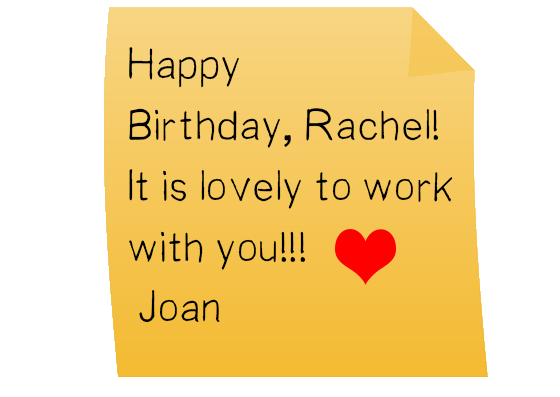 Happy
Birthday, Rachel!
It is lovely to work
with you!!!
Joan